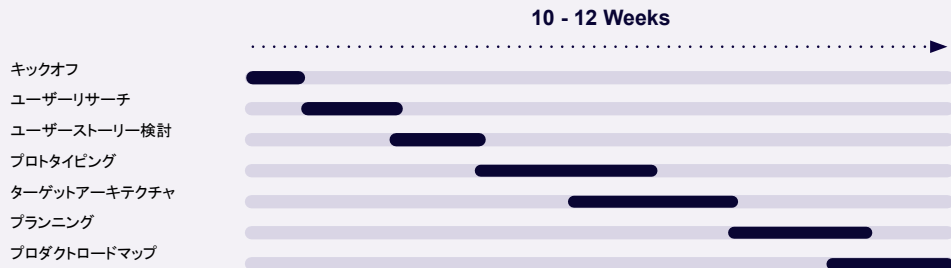 10 - 12 Weeks
キックオフ
ユーザーリサーチ
ユーザーストーリー検討
プロトタイピング
ターゲットアーキテクチャ
プランニング
プロダクトロードマップ